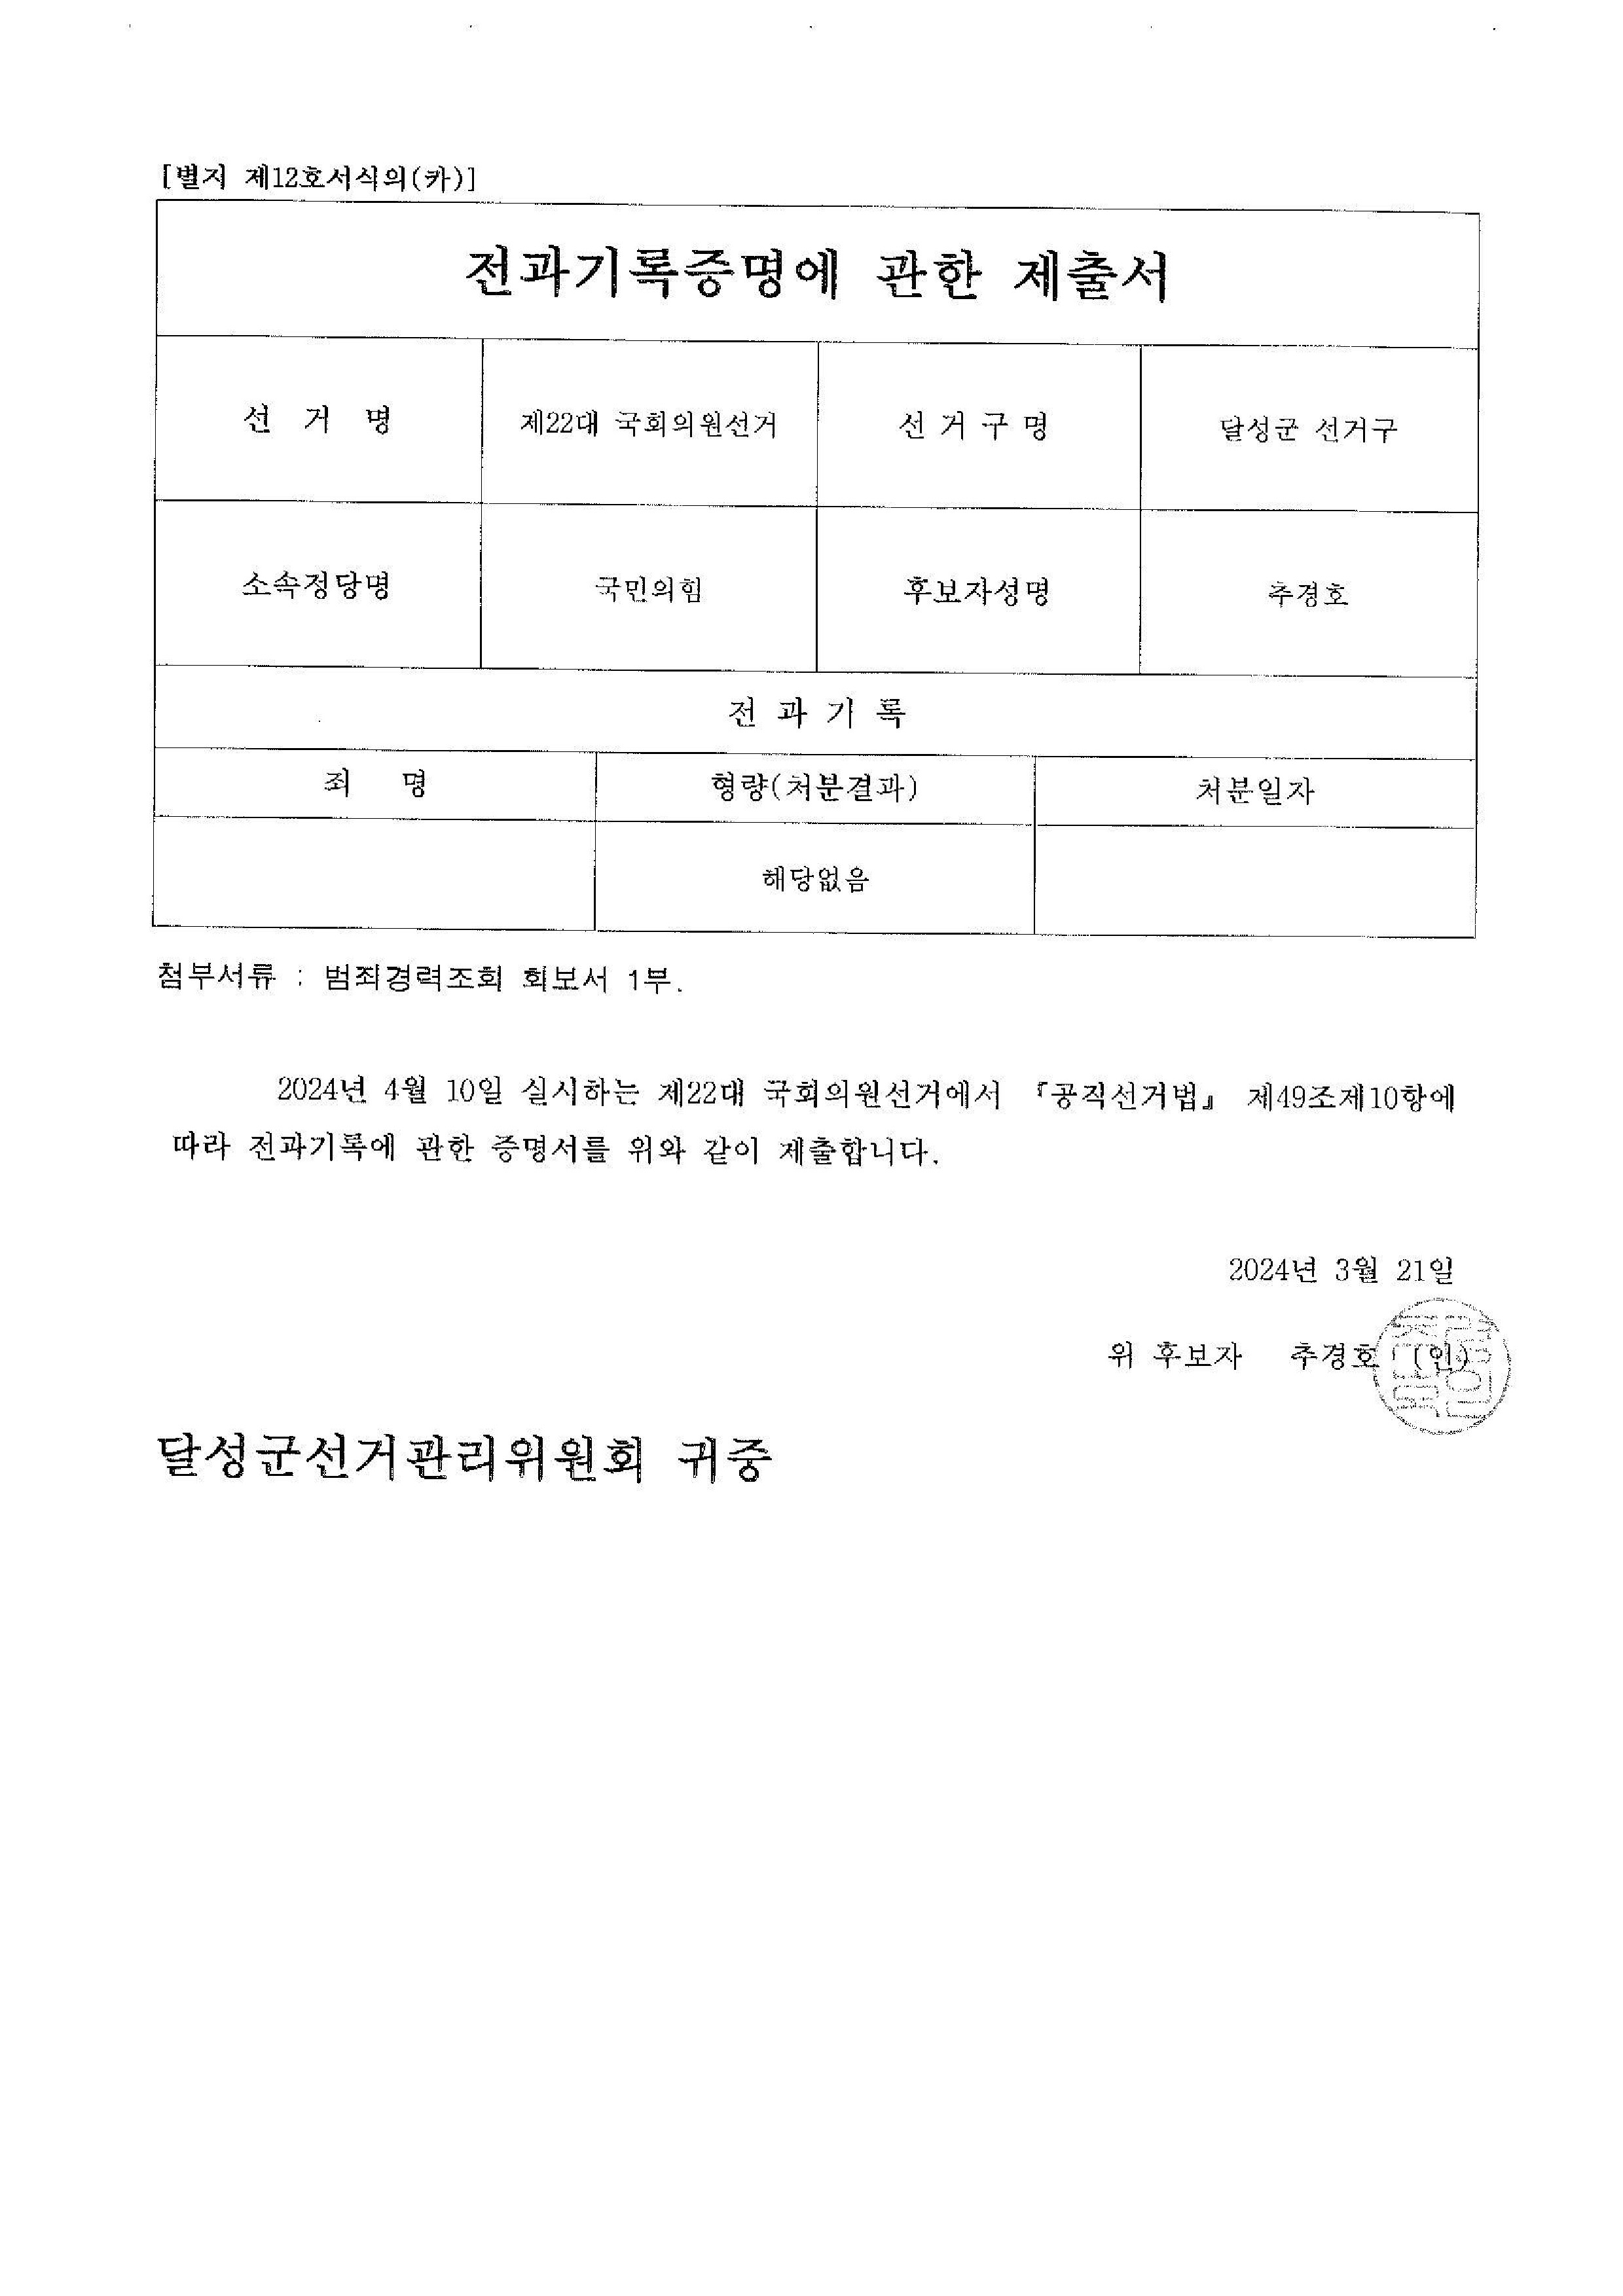 [별지 제12호서식의(카)]
전과기록증명에 관한 제출서
선 거 명 제22대 국회의원선거 선 거 구 명 달성군 선거구
소속정당명 국민의힘 후보자성명 추경호
전 과 기 록
죄 명 형량(처분결과) 처분일자
해당없음
첨부서류 : 범죄경력조회 회보서 1부.
2024년 4월 10일 실시하는 제22대 국회의원선거에서 『공직선거법』 제49조제10항에
따라 전과기록에 관한 증명서를 위와 같이 제출합니다.
2024년 3월 21일
위 후보자 추경호 (인)
달성군선거관리위원회 귀중